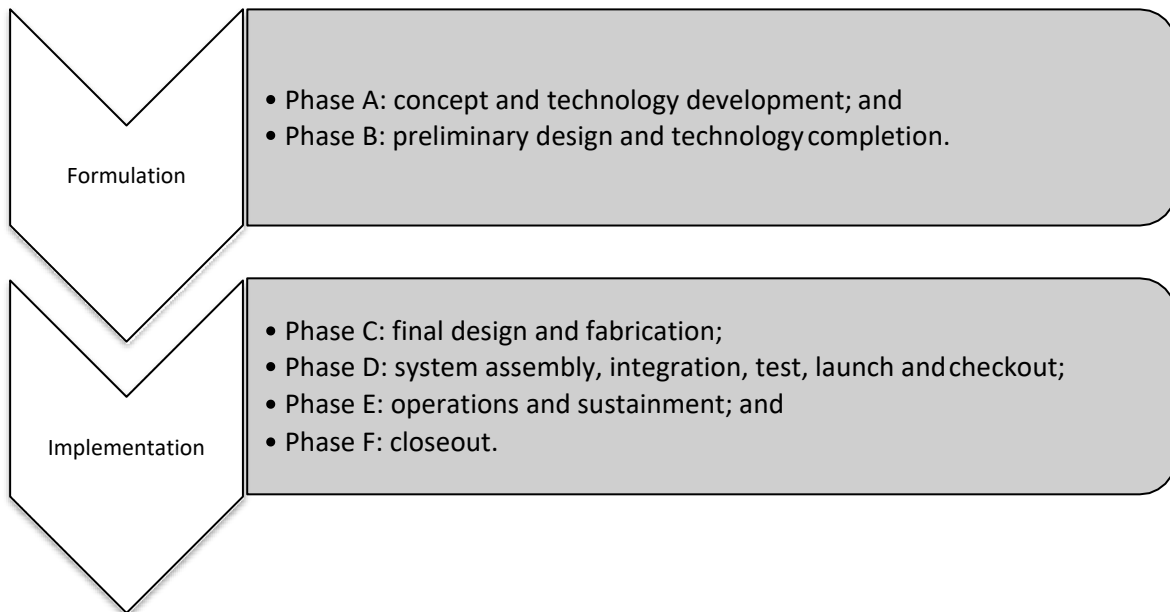 Formulation
• Phase A: concept and technology development; and
• Phase B: preliminary design and technology completion.
Implementation
• Phase C: final design and fabrication;
• Phase D: system assembly, integration, test, launch and checkout;
• Phase E: operations and sustainment; and
• Phase F: closeout.